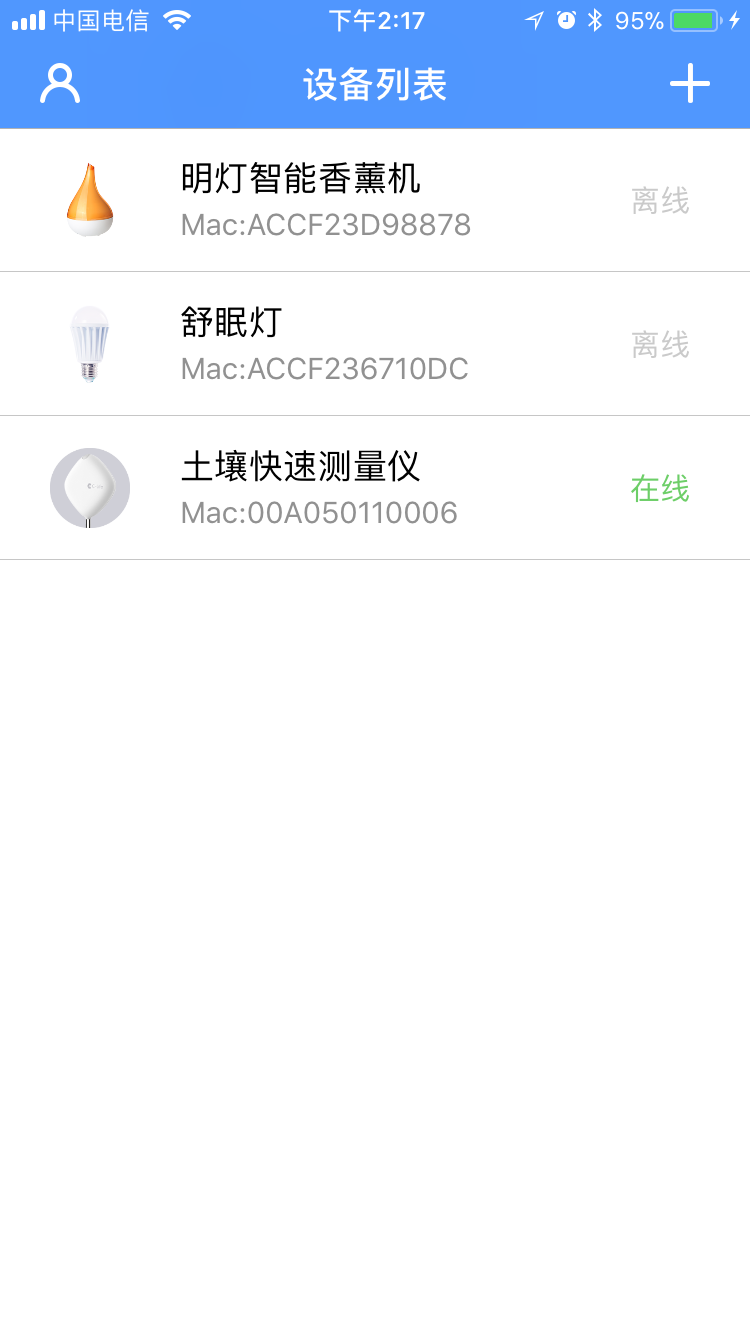 中国电信
下午2:17
95%
设备列表
明灯智能香薰机
Mac:ACCF23D98878
离线
舒眠灯
Mac:ACCF236710DC
离线
土壤快速测量仪
Mac:00A050110006
在线